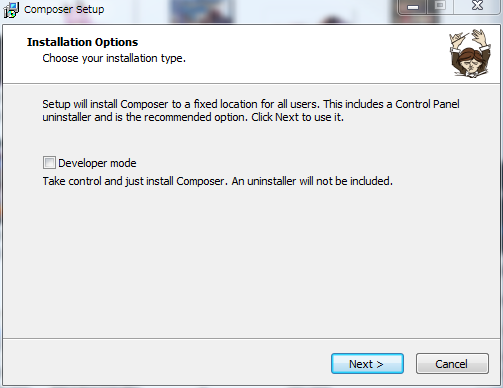 Composer Setup
Installation Options
Choose your installation type.
Setup will install Composer to a fixed location for all users. This includes a Control Panel
uninstaller and is the recommended option. Click Next to use it.
Developer mode
Take control and just install Composer. An uninstaller will not be included.
Next >
Cancel